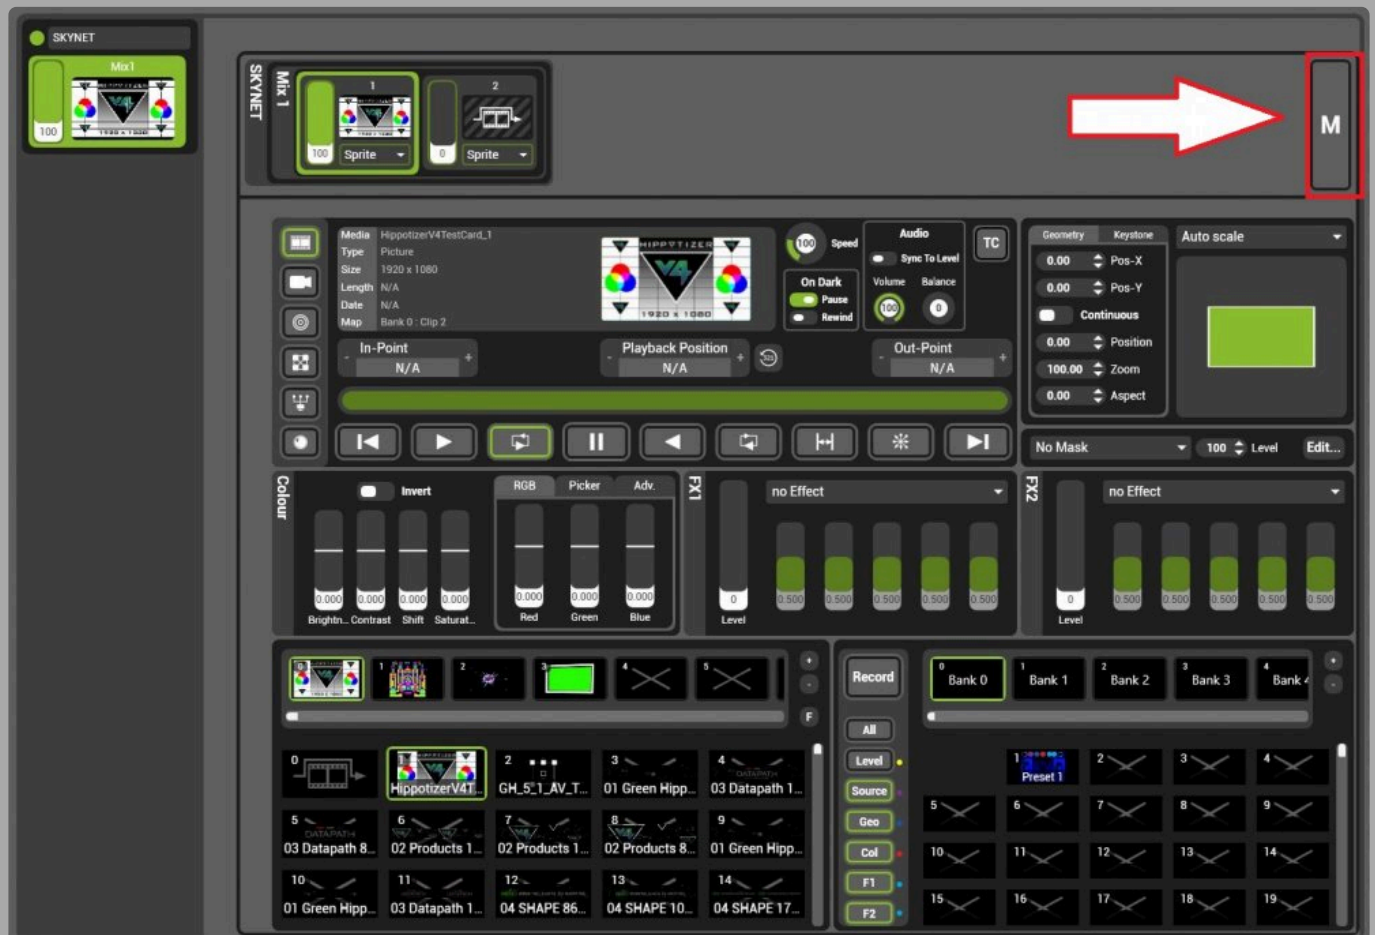 SKYNET
Mix1
100
SKYNET
Mix 1
1
100
Sprite
2
0
Sprite
M
Media HippotizerV4TestCard_1
Type Picture
Size 1920 x 1080
Length N/A
Date N/A
Map Bank 0 : Clip 2
HIPPOTIZER
V4
1920 x 1080
100 Speed
On Dark
Pause
Rewind
Audio
Sync To Level
Volume Balance
100 0
TC
In-Point
- N/A +
Playback Position
- N/A +
Out-Point
- N/A +
Geometry Keystone
0.00 Pos-X
0.00 Pos-Y
Continuous
0.00 Position
100.00 Zoom
0.00 Aspect
Auto scale
No Mask 100 Level Edit...
Colour
Invert
0.000 0.000 0.000 0.000
Brightn... Contrast Shift Saturat...
RGB Picker Adv.
0.000 0.000 0.000
Red Green Blue
FX1
no Effect
0 0.500 0.500 0.500 0.500 0.500
Level
FX2
no Effect
0 0.500 0.500 0.500 0.500 0.500
Level
0 1 2 3 4 5
+
-
F
0
1 HippotizerV4T...
2 GH_5_1_AV_T...
3 01 Green Hipp...
4 03 Datapath 1...
5 03 Datapath 8...
6 02 Products 1...
7 02 Products 1...
8 02 Products 8...
9 01 Green Hipp...
10 01 Green Hipp...
11 03 Datapath 1...
12 04 SHAPE 86...
13 04 SHAPE 10...
14 04 SHAPE 17...
Record
All
Level
Source
Geo
Col
F1
F2
0 Bank 0
1 Bank 1
2 Bank 2
3 Bank 3
4 Bank 4
+
-
1 Preset 1
2 3 4
5 6 7 8 9
10 11 12 13 14
15 16 17 18 19